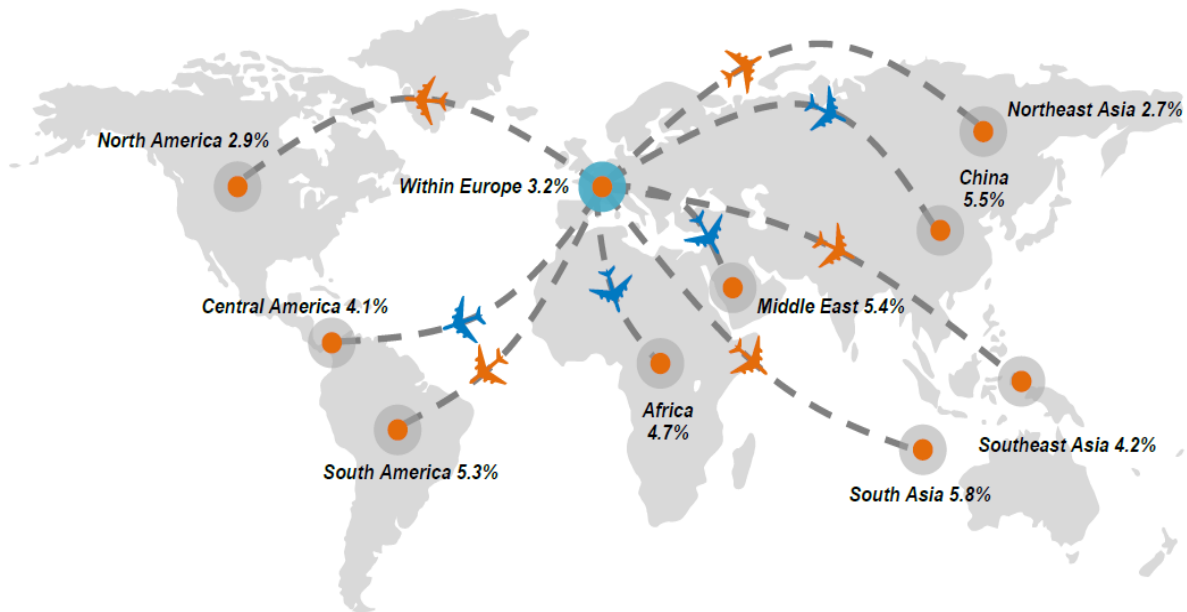 Northeast Asia 2.7%
North America 2.9%
China
5.5%
Within Europe 3.2%
Central America 4.1%
Middle East 5.4%
Africa
4.7%
Southeast Asia 4.2%
South America 5.3%
South Asia 5.8%